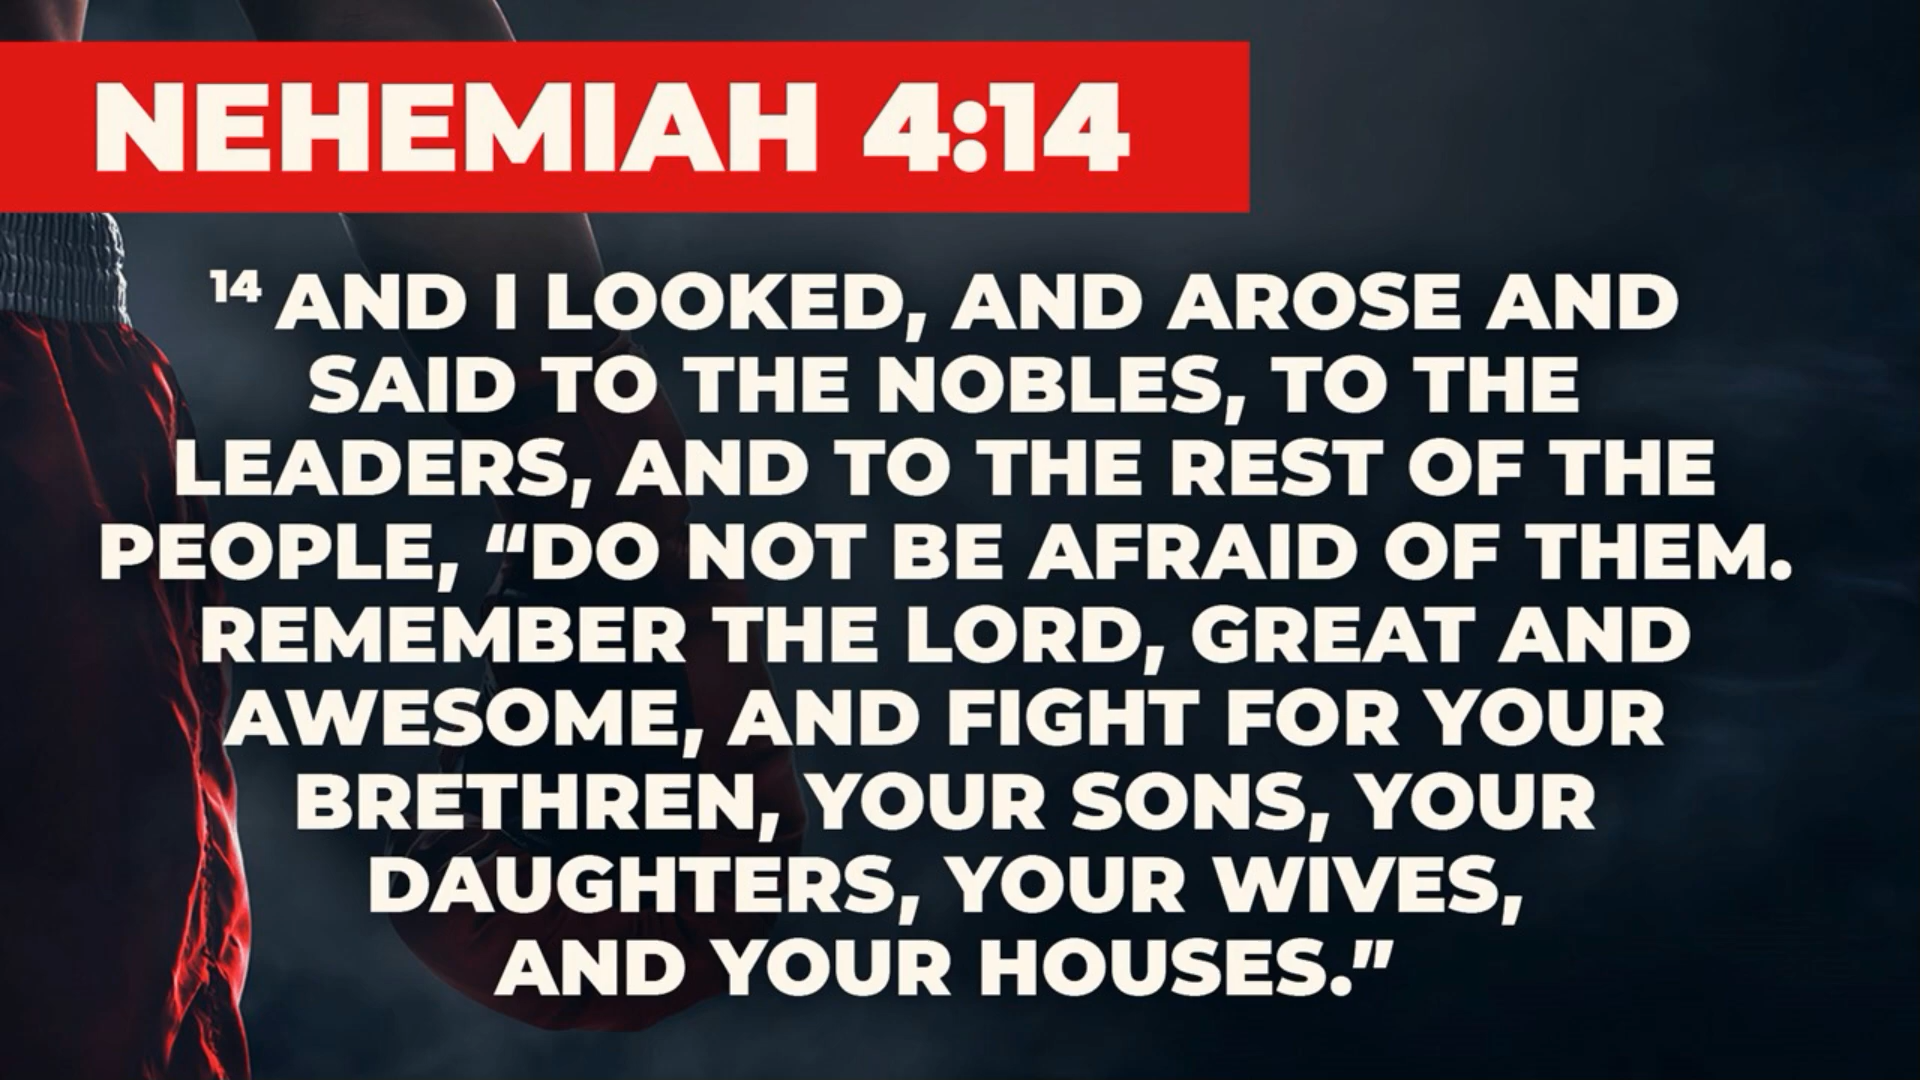 NEHEMIAH 4:14
14 AND I LOOKED, AND AROSE AND
SAID TO THE NOBLES, TO THE
LEADERS, AND TO THE REST OF THE
PEOPLE, “DO NOT BE AFRAID OF THEM.
REMEMBER THE LORD, GREAT AND
AWESOME, AND FIGHT FOR YOUR
BRETHREN, YOUR SONS, YOUR
DAUGHTERS, YOUR WIVES,
AND YOUR HOUSES.”